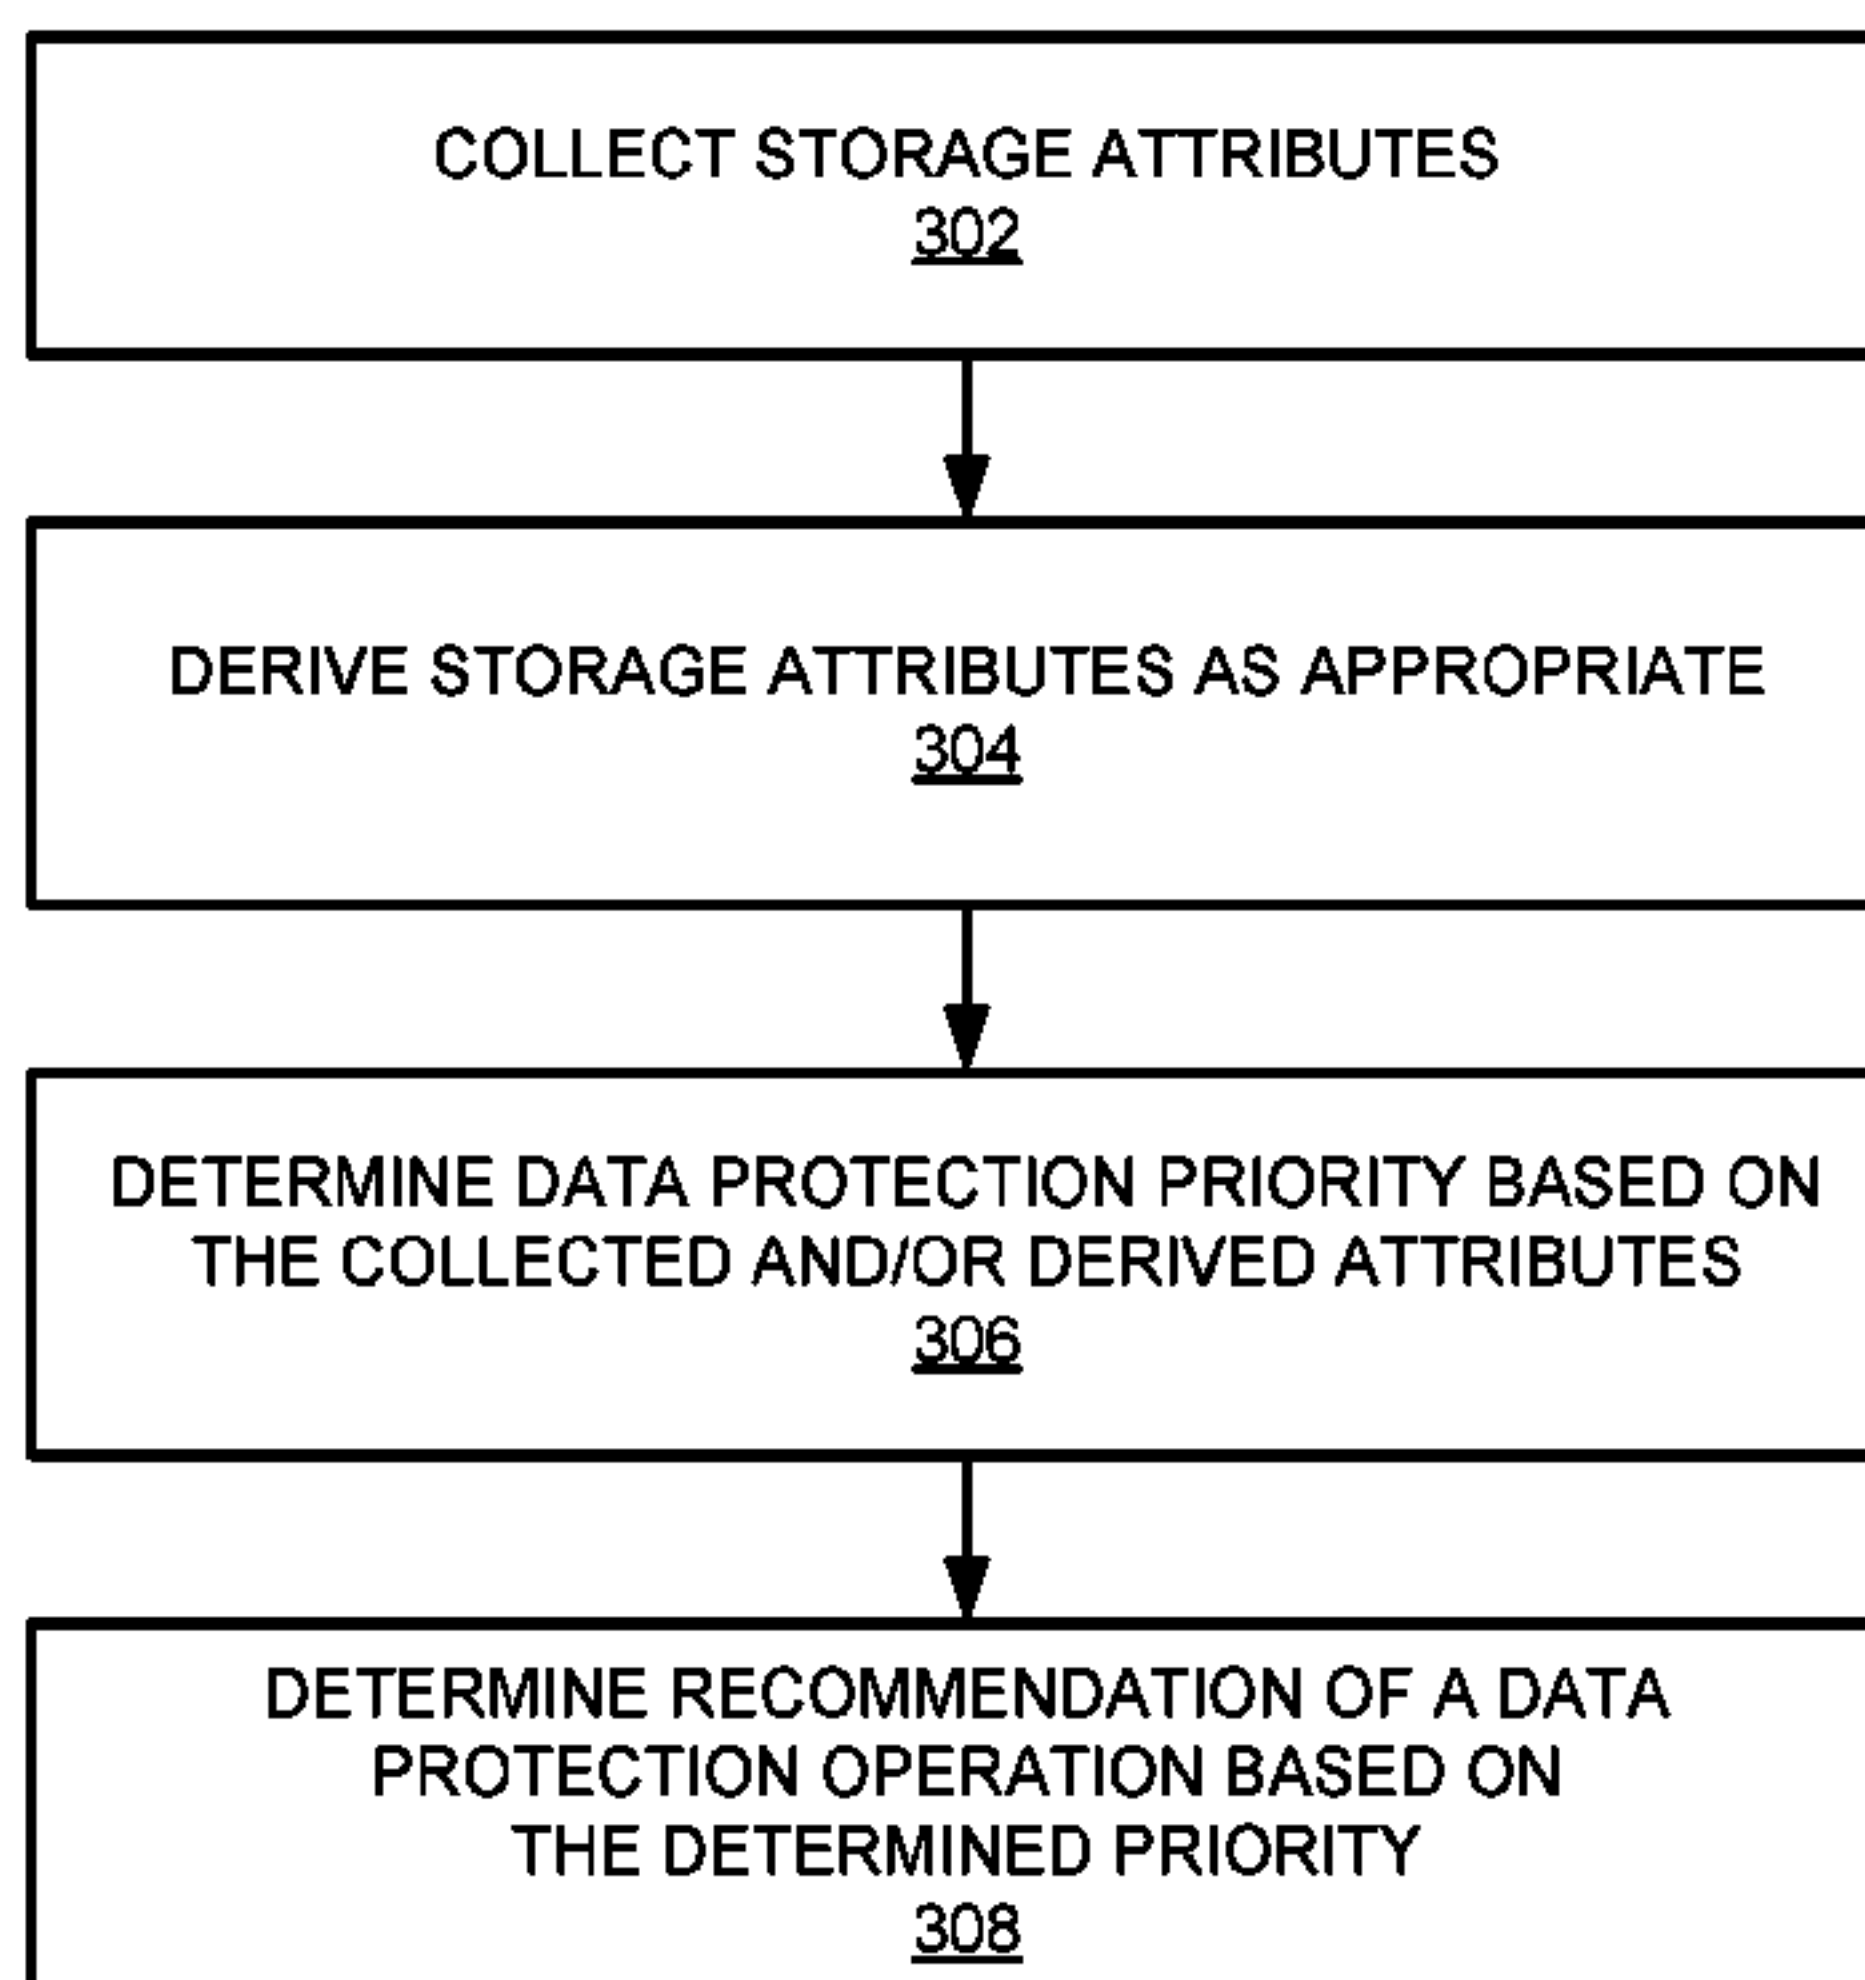 COLLECT STORAGE ATTRIBUTES
302
DERIVE STORAGE ATTRIBUTES AS APPROPRIATE
304
DETERMINE DATA PROTECTION PRIORITY BASED ON
THE COLLECTED AND/OR DERIVED ATTRIBUTES
306
DETERMINE RECOMMENDATION OF A DATA
PROTECTION OPERATION BASED ON
THE DETERMINED PRIORITY
308